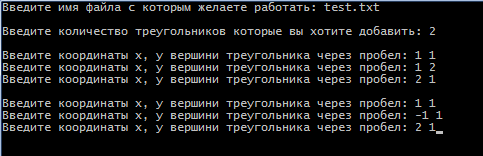 Введите имя файла с которым желаете работать: test.txt
Введите количество треугольников которые вы хотите добавить: 2
Введите координаты x, y вершини треугольника через пробел: 1 1
Введите координаты x, y вершини треугольника через пробел: 1 2
Введите координаты x, y вершини треугольника через пробел: 2 1
Введите координаты x, y вершини треугольника через пробел: 1 1
Введите координаты x, y вершини треугольника через пробел: -1 1
Введите координаты x, y вершини треугольника через пробел: 2 1